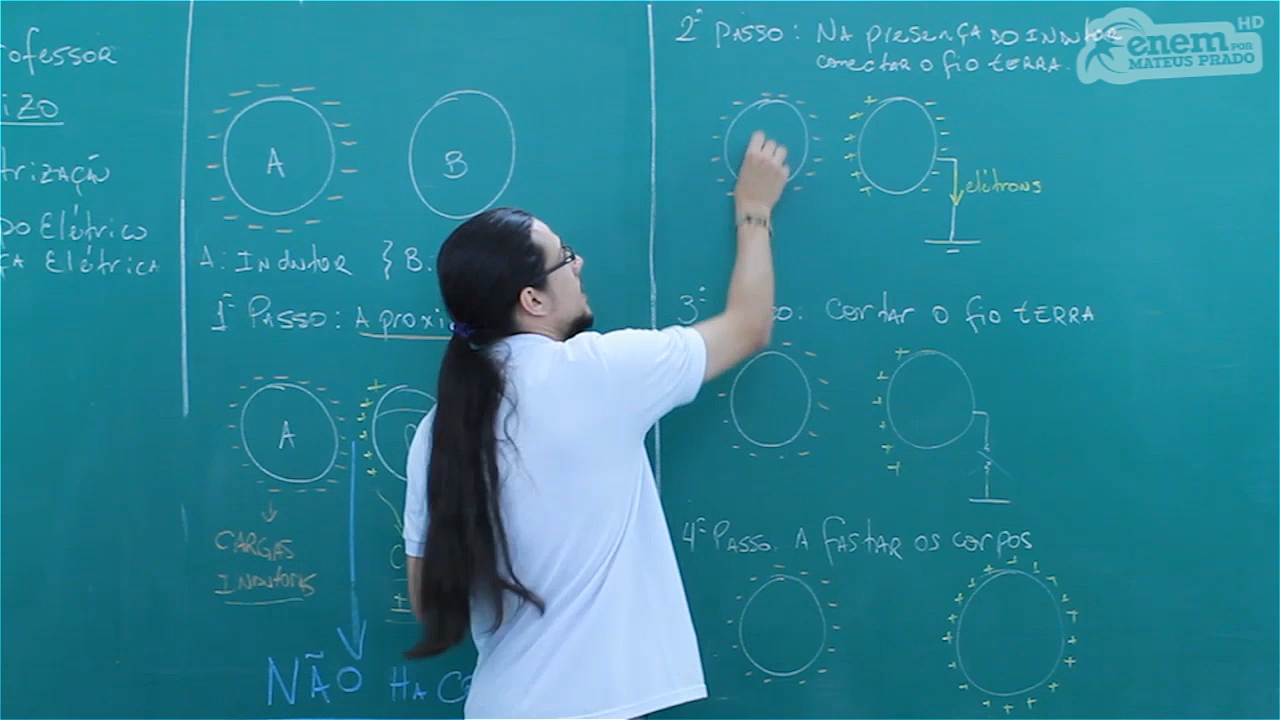 ofessor
izo
trização
po Elétrico
ça Elétrica
A
B
A: Indutor } B:
1º Passo: Aproxi
A
CARGAS
INDUTORAS
NÃO HA
2º Passo: Na presença do Indutor
conectar o fio terra.
elétrons
3º so: Cortar o fio terra
4º Passo. Afastar os corpos
enem
POR
MATEUS PRADO
HD